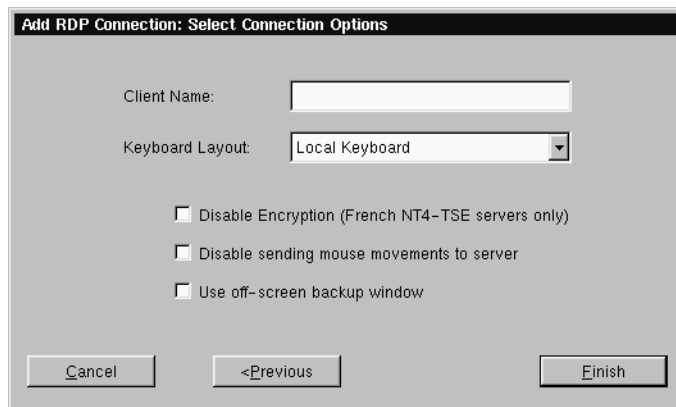 Add RDP Connection: Select Connection Options
Client Name:
Keyboard Layout: Local Keyboard
Disable Encryption (French NT4-TSE servers only)
Disable sending mouse movements to server
Use off-screen backup window
Cancel <Previous Finish